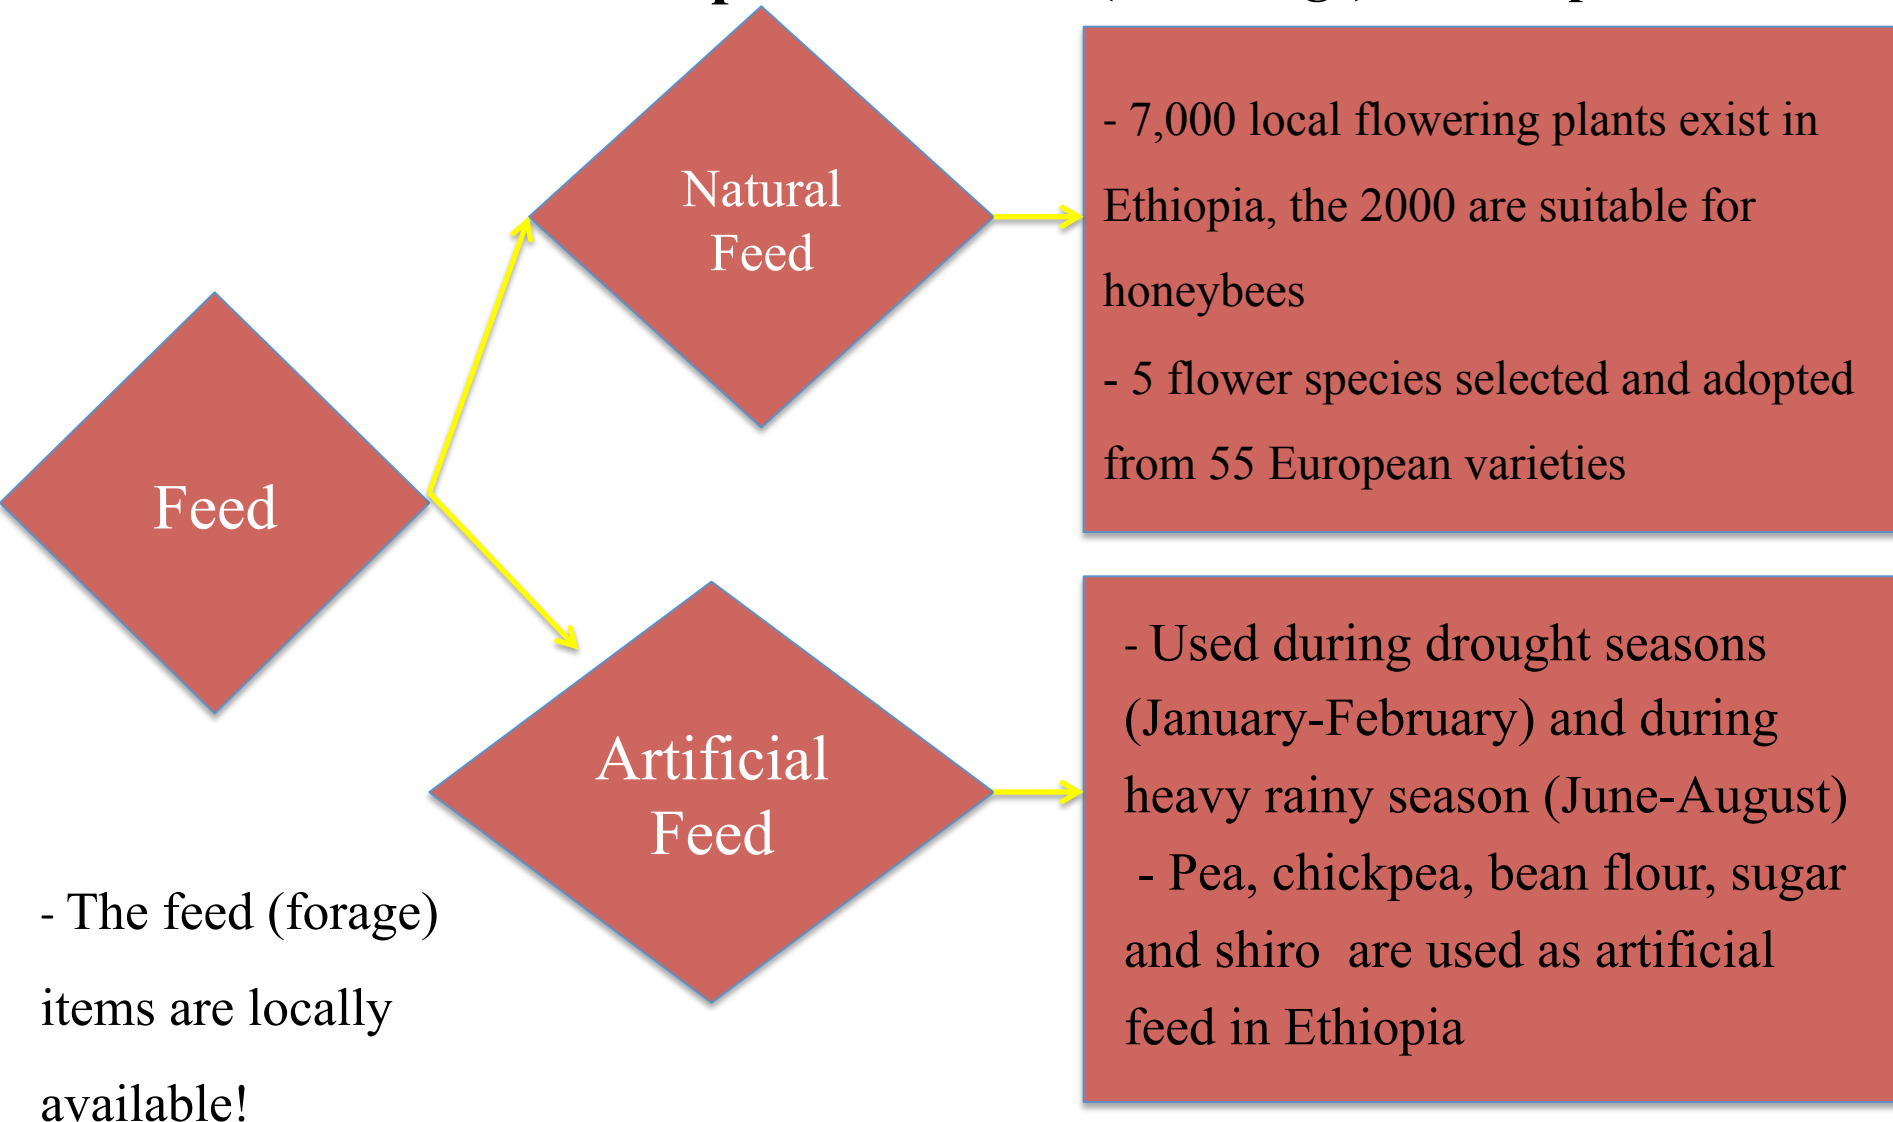 Feed
Natural
Feed
- 7,000 local flowering plants exist in
Ethiopia, the 2000 are suitable for
honeybees
- 5 flower species selected and adopted
from 55 European varieties
Artificial
Feed
- Used during drought seasons
(January-February) and during
heavy rainy season (June-August)
- Pea, chickpea, bean flour, sugar
and shiro are used as artificial
feed in Ethiopia
- The feed (forage)
items are locally
available!